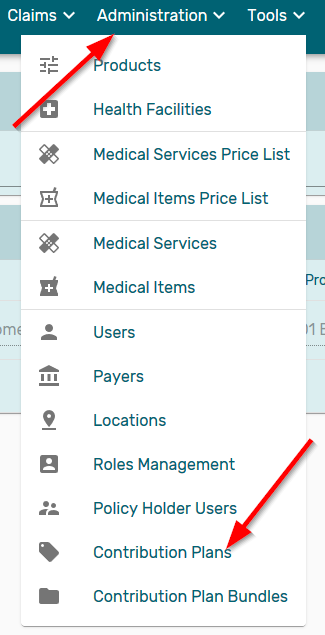 Claims Administration Tools
Products
Health Facilities
Medical Services Price List
Medical Items Price List
Medical Services
Medical Items
Pro
ome
01 E
Users
Payers
Locations
Roles Management
Policy Holder Users
Contribution Plans
Contribution Plan Bundles